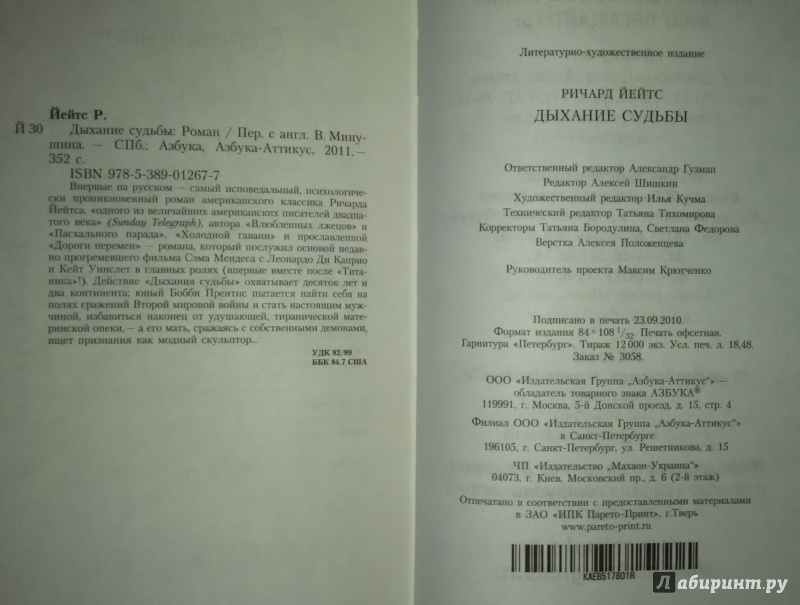 Йейтс Р.
Й 30 Дыхание судьбы: Роман / Пер. с англ. В. Мину-
шина. — СПб.: Азбука, Азбука-Аттикус, 2011. —
352 с.
ISBN 978-5-389-01267-7
Впервые на русском — самый исповедальный, психологиче-
ски проникновенный роман американского классика Ричарда
Йейтса, «одного из величайших американских писателей двадца-
того века» (Sunday Telegraph), автора «Влюбленных лжецов» и
«Пасхального парада», «Холодной гавани» и прославленной
«Дороги перемен» — романа, который послужил основой недав-
но прогремевшего фильма Сэма Мендеса с Леонардо Ди Каприо
и Кейт Уинслет в главных ролях (впервые вместе после «Тита-
ника»!). Действие «Дыхания судьбы» охватывает десяток лет и
два континента; юный Бобби Прентис пытается найти себя на
полях сражений Второй мировой войны и стать настоящим муж-
чиной, избавиться наконец от удушающей, тиранической мате-
ринской опеки, — а его мать, сражаясь с собственными демонами,
ищет признания как модный скульптор...
УДК 82/89
ББК 84.7 США
Литературно-художественное издание
РИЧАРД ЙЕЙТС
ДЫХАНИЕ СУДЬБЫ
Ответственный редактор Александр Гузман
Редактор Алексей Шишкин
Художественный редактор Илья Кучма
Технический редактор Татьяна Тихомирова
Корректоры Татьяна Бородулина, Светлана Федорова
Верстка Алексея Положенцева
Руководитель проекта Максим Крютченко
Подписано в печать 23.09.2010.
Формат издания 84 × 108 1/32. Печать офсетная.
Гарнитура «Петербург». Тираж 12 000 экз. Усл. печ. л. 18,48.
Заказ № 3058.
ООО «Издательская Группа „Азбука-Аттикус“» —
обладатель товарного знака АЗБУКА®
119991, г. Москва, 5-й Донской проезд, д. 15, стр. 4
Филиал ООО «Издательская Группа „Азбука-Аттикус“»
в Санкт-Петербурге
196105, г. Санкт-Петербург, ул. Решетникова, д. 15
ЧП «Издательство „Махаон-Украина“»
04073, г. Киев, Московский пр., д. 6 (2-й этаж)
Отпечатано в соответствии с предоставленными материалами
в ЗАО «ИПК Парето-Принт», г. Тверь
www.pareto-print.ru
KAEB517801R
Лабиринт.ру